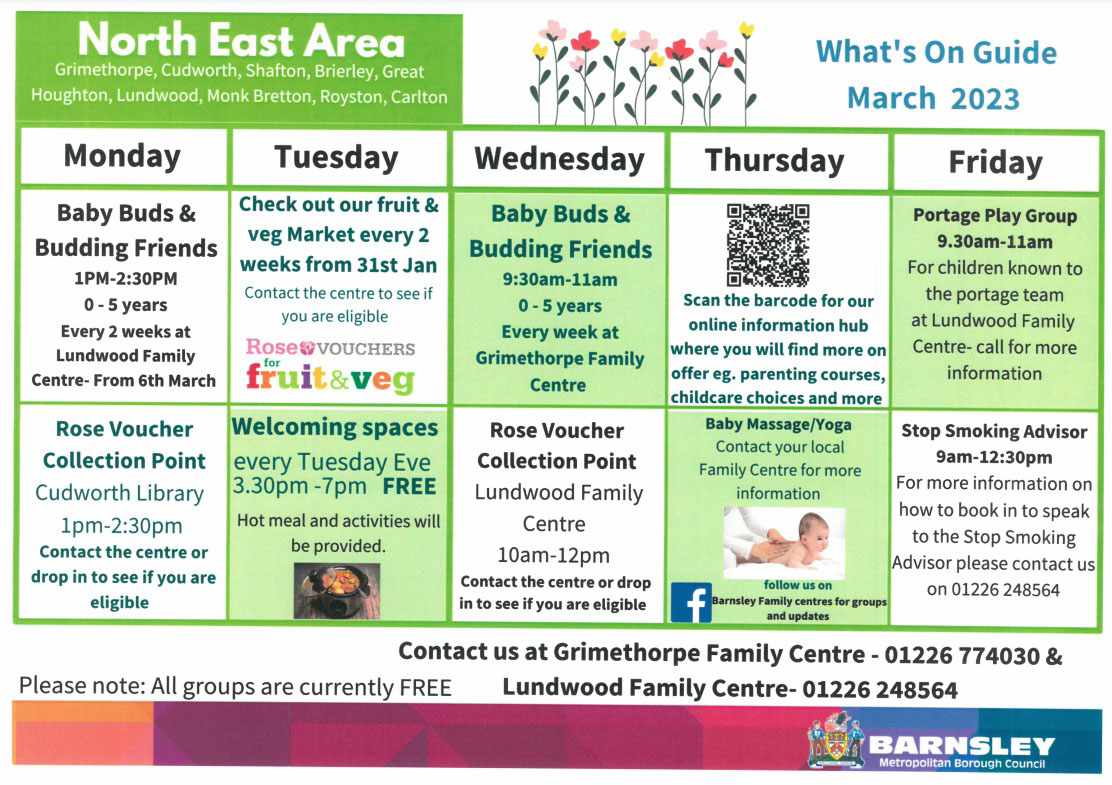 North East Area
Grimethorpe, Cudworth, Shafton, Brierley, Great
Houghton, Lundwood, Monk Bretton, Royston, Carlton
What's On Guide
March 2023
Monday
Tuesday
Wednesday
Thursday
Friday
Baby Buds &
Budding Friends
1PM-2:30PM
0 - 5 years
Every 2 weeks at
Lundwood Family
Centre- From 6th March
Check out our fruit &
veg Market every 2
weeks from 31st Jan
Contact the centre to see if
you are eligible
Rose VOUCHERS
for
fruit&veg
Baby Buds &
Budding Friends
9:30am-11am
0 - 5 years
Every week at
Grimethorpe Family
Centre
Scan the barcode for our
online information hub
where you will find more on
offer eg. parenting courses,
childcare choices and more
Portage Play Group
9.30am-11am
For children known to
the portage team
at Lundwood Family
Centre- call for more
information
Rose Voucher
Collection Point
Cudworth Library
1pm-2:30pm
Contact the centre or
drop in to see if you are
eligible
Welcoming spaces
every Tuesday Eve
3.30pm -7pm FREE
Hot meal and activities will
be provided.
Rose Voucher
Collection Point
Lundwood Family
Centre
10am-12pm
Contact the centre or drop
in to see if you are eligible
Baby Massage/Yoga
Contact your local
Family Centre for more
information
follow us on
f
Barnsley Family centres for groups
and updates
Stop Smoking Advisor
9am-12:30pm
For more information on
how to book in to speak
to the Stop Smoking
Advisor please contact us
on 01226 248564
Contact us at Grimethorpe Family Centre - 01226 774030 &
Please note: All groups are currently FREE
Lundwood Family Centre- 01226 248564
BARNSLEY
Metropolitan Borough Council